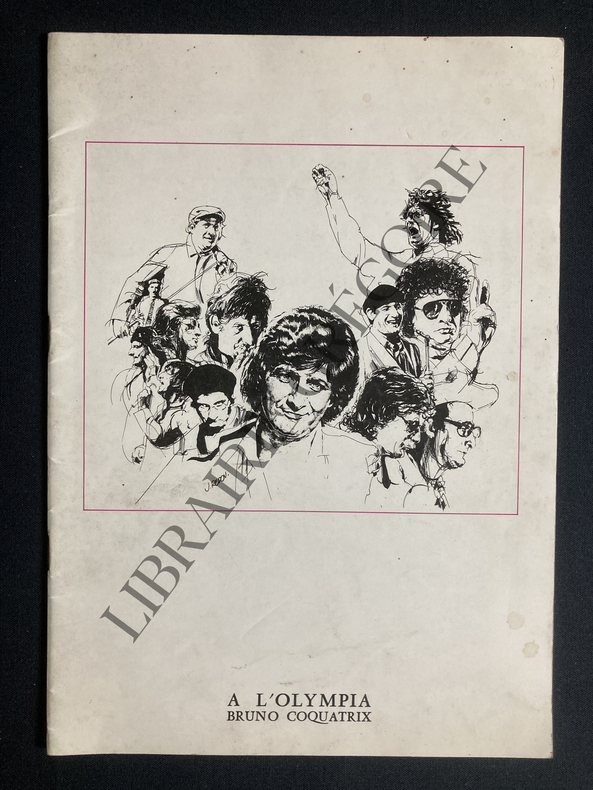 LIBRAIRIE GRÉGOIRE
A L'OLYMPIA
BRUNO COQUATRIX